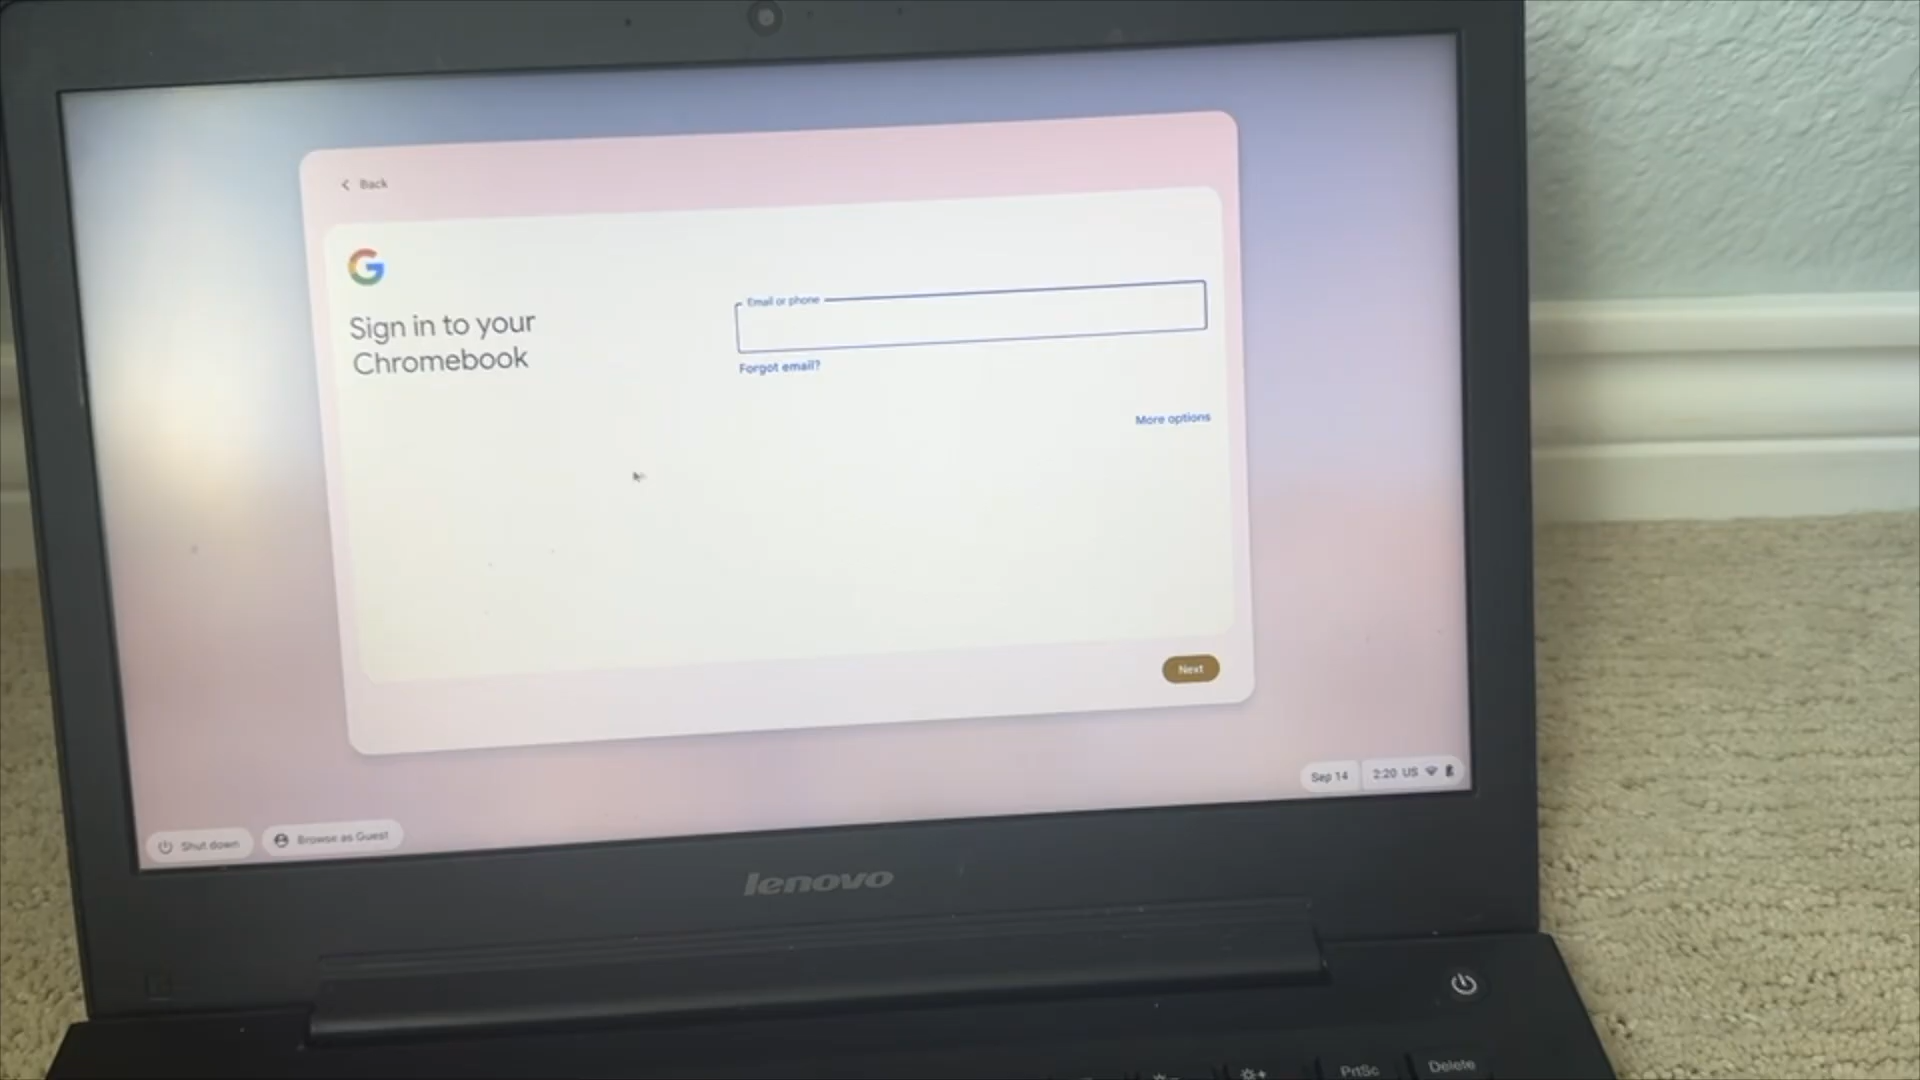 Back
Sign in to your
Chromebook
Email or phone
Forgot email?
More options
Next
Sep 14
2:20 US
Shut down
Browse as Guest
lenovo
PrtSc
Delete